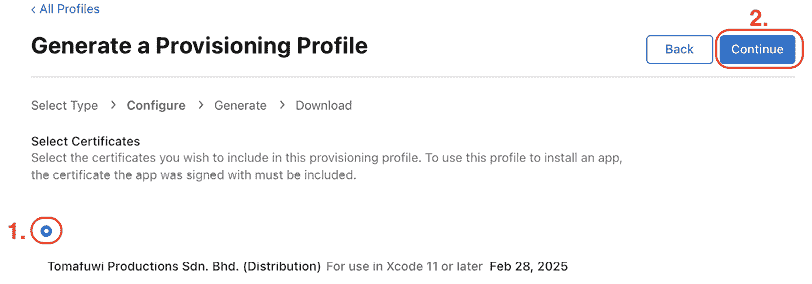 ‹ All Profiles
2.
Generate a Provisioning Profile
Back
Continue
Select Type > Configure > Generate > Download
Select Certificates
Select the certificates you wish to include in this provisioning profile. To use this profile to install an app,
the certificate the app was signed with must be included.
1.
Tomafuwi Productions Sdn. Bhd. (Distribution) For use in Xcode 11 or later Feb 28, 2025